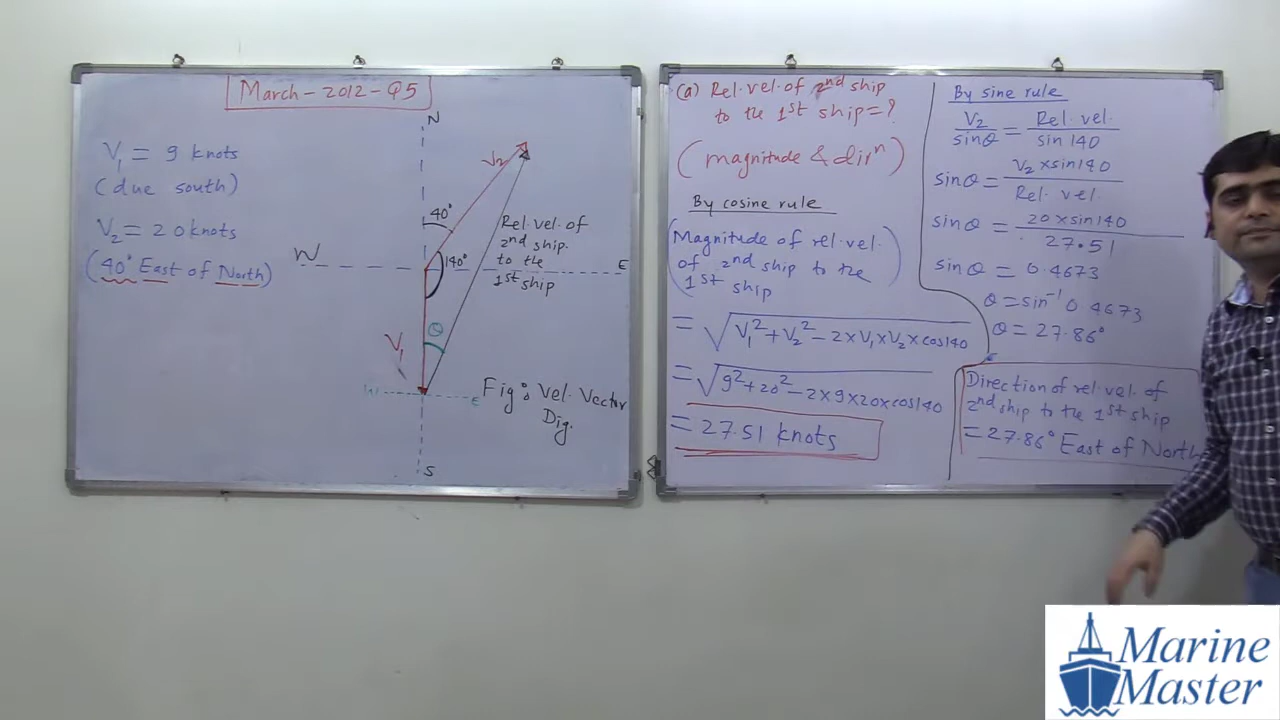 March-2012-Q5
V₁ = 9 knots
(due south)
V₂ = 20 knots
(40° East of North)
N
V₂
40°
Rel. vel. of
2nd ship
to the
1st ship
140°
W
E
V₁
θ
W
E
S
Fig: Vel. Vector
Dig.
(a) Rel. vel. of 2nd ship
to the 1st ship = ?
(magnitude & dirⁿ)
By cosine rule
(Magnitude of rel. vel.
of 2nd ship to the
1st ship)
= √V₁² + V₂² - 2×V₁×V₂×cos140
= √9² + 20² - 2×9×20×cos140
= 27.51 knots
By sine rule
V₂/sinθ = Rel. vel./sin 140
sinθ = V₂ × sin140/Rel. vel.
sinθ = 20 × sin140/27.51
sinθ = 0.4673
θ = sin⁻¹ 0.4673
θ = 27.86°
Direction of rel. vel. of
2nd ship to the 1st ship
= 27.86° East of North
Marine
Master